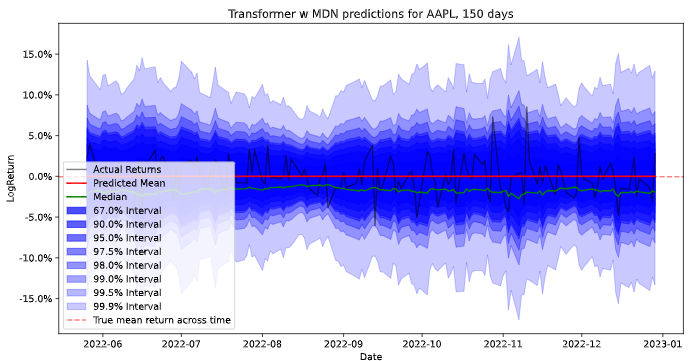 Transformer w MDN predictions for AAPL, 150 days
LogReturn
15.0%
10.0%
5.0%
0.0%
-5.0%
-10.0%
-15.0%
Actual Returns
Predicted Mean
Median
67.0% Interval
90.0% Interval
95.0% Interval
97.5% Interval
98.0% Interval
99.0% Interval
99.5% Interval
99.9% Interval
True mean return across time
2022-06 2022-07 2022-08 2022-09 2022-10 2022-11 2022-12 2023-01
Date